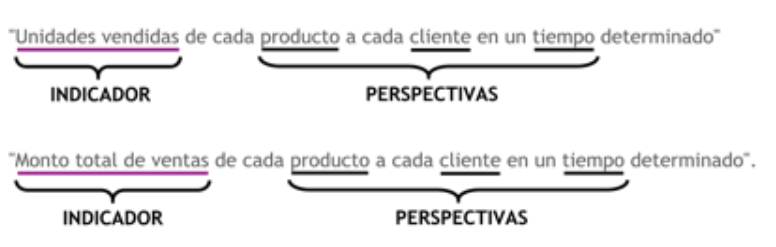 "Unidades vendidas de cada producto a cada cliente en un tiempo determinado"
INDICADOR PERSPECTIVAS
"Monto total de ventas de cada producto a cada cliente en un tiempo determinado".
INDICADOR PERSPECTIVAS